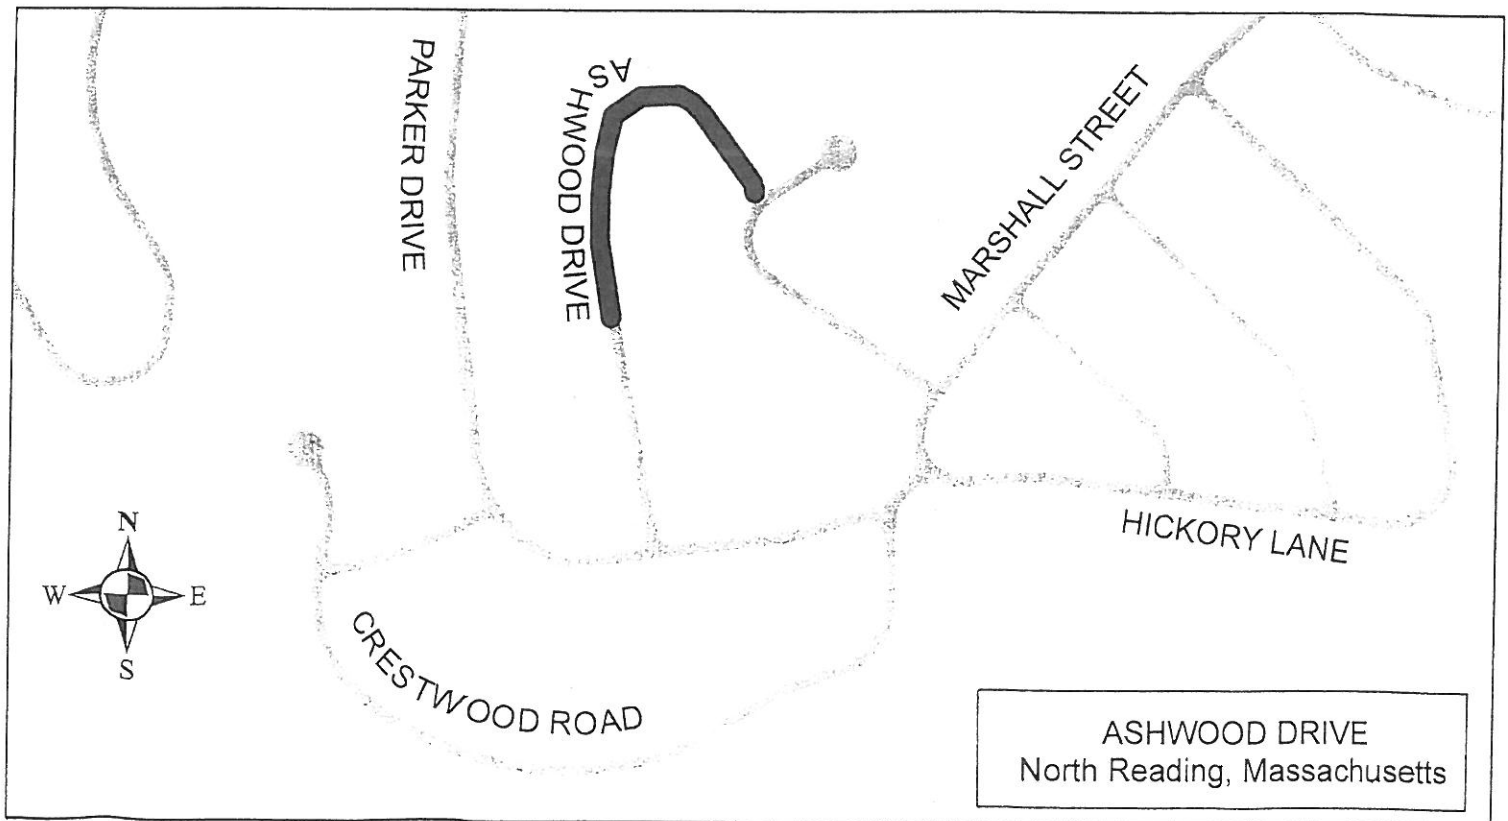 PARKER DRIVE
ASHWOOD DRIVE
MARSHALL STREET
HICKORY LANE
N
W E
S
CRESTWOOD ROAD
ASHWOOD DRIVE
North Reading, Massachusetts